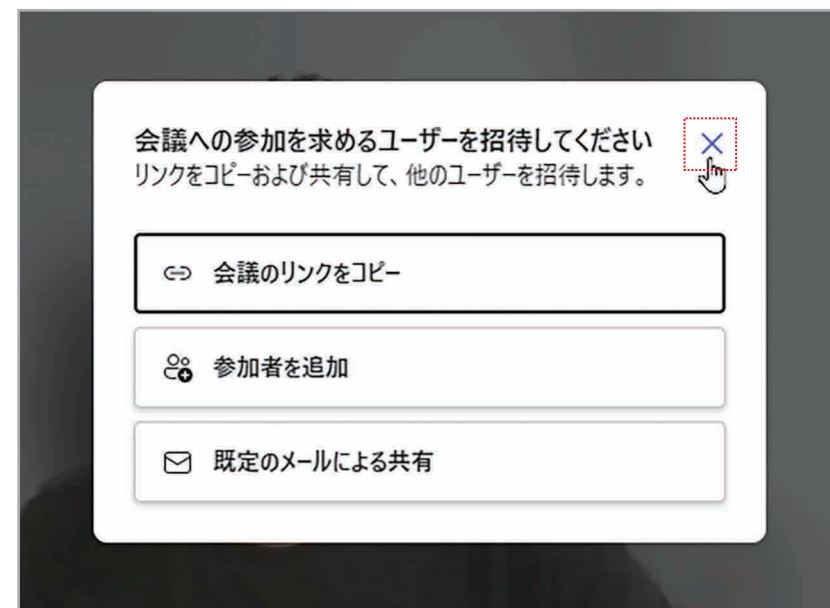 会議への参加を求めるユーザーを招待してください
リンクをコピーおよび共有して、他のユーザーを招待します。
会議のリンクをコピー
参加者を追加
既定のメールによる共有